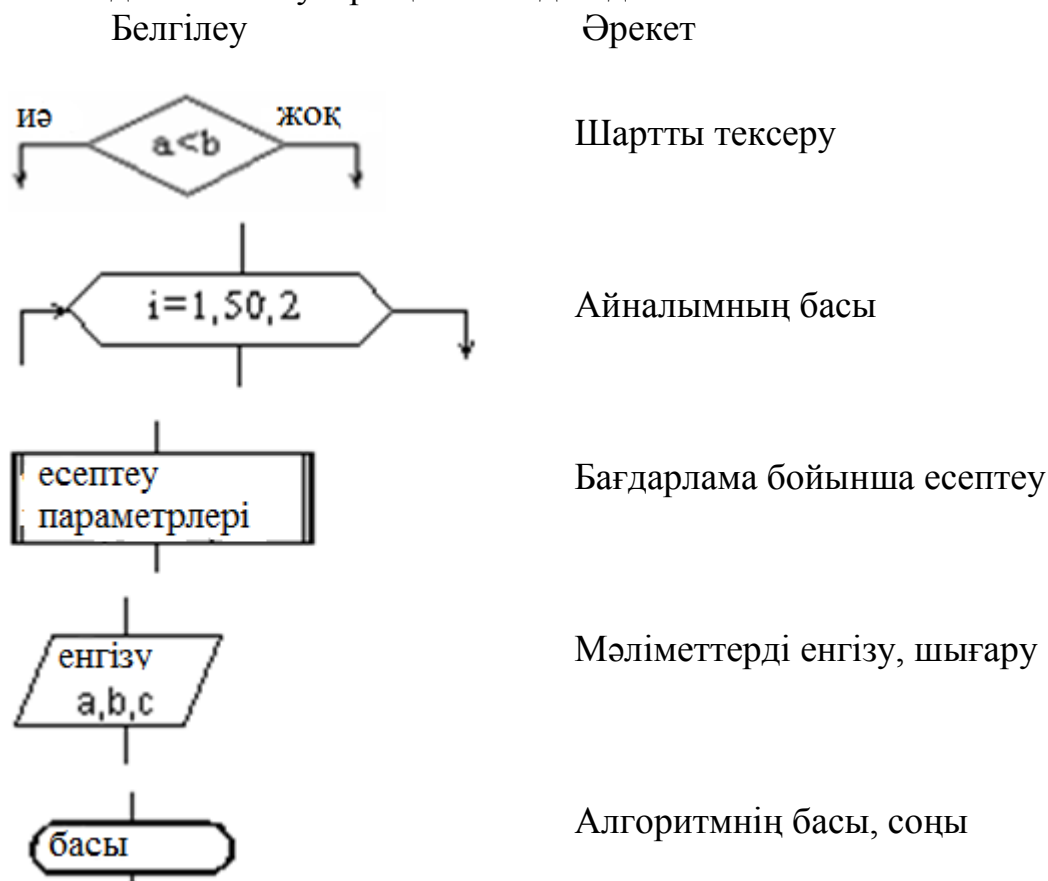 Белгілеу Әрекет
иә a<b жоқ Шартты тексеру
i=1,50,2 Айналымның басы
есептеу
параметрлері
Бағдарлама бойынша есептеу
енгізу
a,b,c
Мәліметтерді енгізу, шығару
басы Алгоритмнің басы, соңы